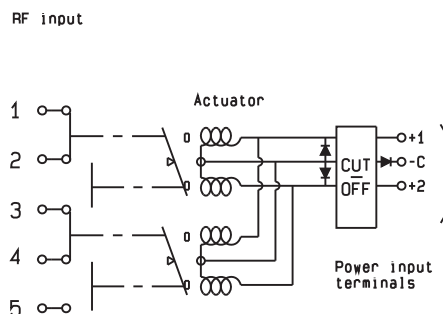 RF input
Actuator
1
2
3
4
5
+1
-C
+2
CUT
OFF
Power input
terminals